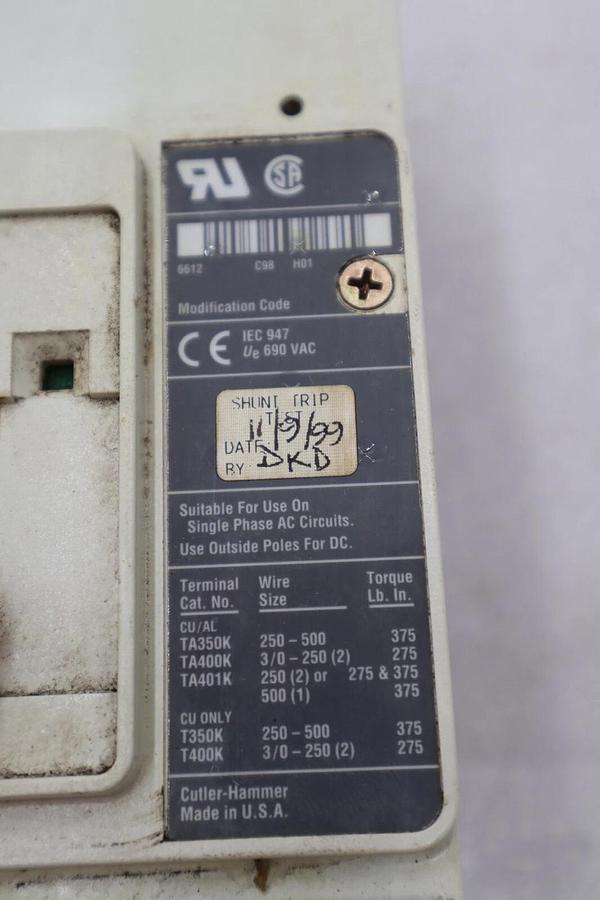 RU SA
6612 C98 H01
Modification Code
CE IEC 947
Ue 690 VAC
SHUNT TRIP
TEST
DATE 11/9/99
BY DKD
Suitable For Use On
Single Phase AC Circuits.
Use Outside Poles For DC.
Terminal Wire Torque
Cat. No. Size Lb. In.
CU/AL
TA350K 250 – 500 375
TA400K 3/0 – 250 (2) 275
TA401K 250 (2) or 275 & 375
500 (1) 375
CU ONLY
T350K 250 – 500 375
T400K 3/0 – 250 (2) 275
Cutler-Hammer
Made in U.S.A.